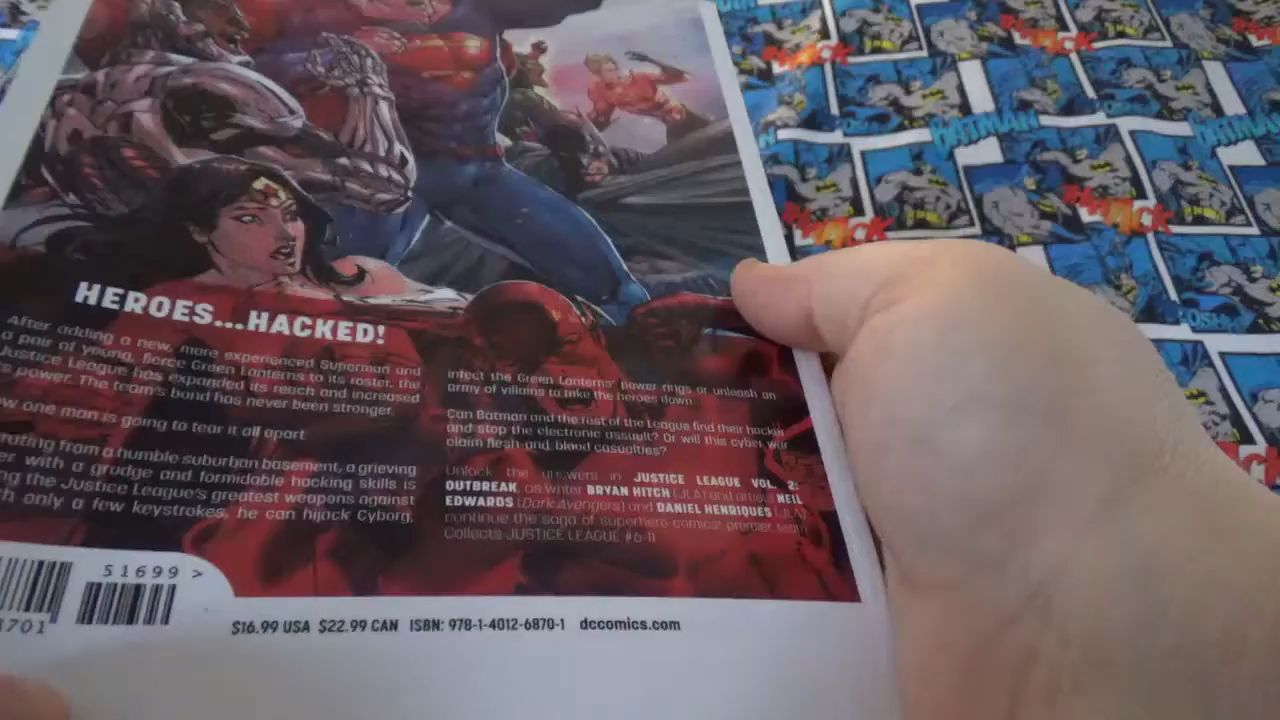 HEROES...HACKED!
After adding a new, more experienced Superman and
a pair of young, fierce Green Lanterns to its roster, the
Justice League has expanded its reach and increased
its power. The team's bond has never been stronger.
one man is going to tear it all apart.
from a humble suburban basement, a grieving
with a grudge and formidable hacking skills is
the Justice League's greatest weapons against
only a few keystrokes, he can hijack Cyborg,
infect the Green Lanterns' power rings or unleash an
army of villains to take the heroes down.
Can Batman and the rest of the League find their hacker
and stop the electronic assault? Or will this cyber war
claim flesh-and-blood casualties?
Unlock the answers in JUSTICE LEAGUE VOL. 2:
OUTBREAK, as writer BRYAN HITCH (JLA) and artists NEIL
EDWARDS (Dark Avengers) and DANIEL HENRIQUES (JLA)
continue the saga of superhero comics' premier team.
Collects JUSTICE LEAGUE #6-11
51699 >
$16.99 USA $22.99 CAN ISBN: 978-1-4012-6870-1 dccomics.com
BATMAN
BATMAN